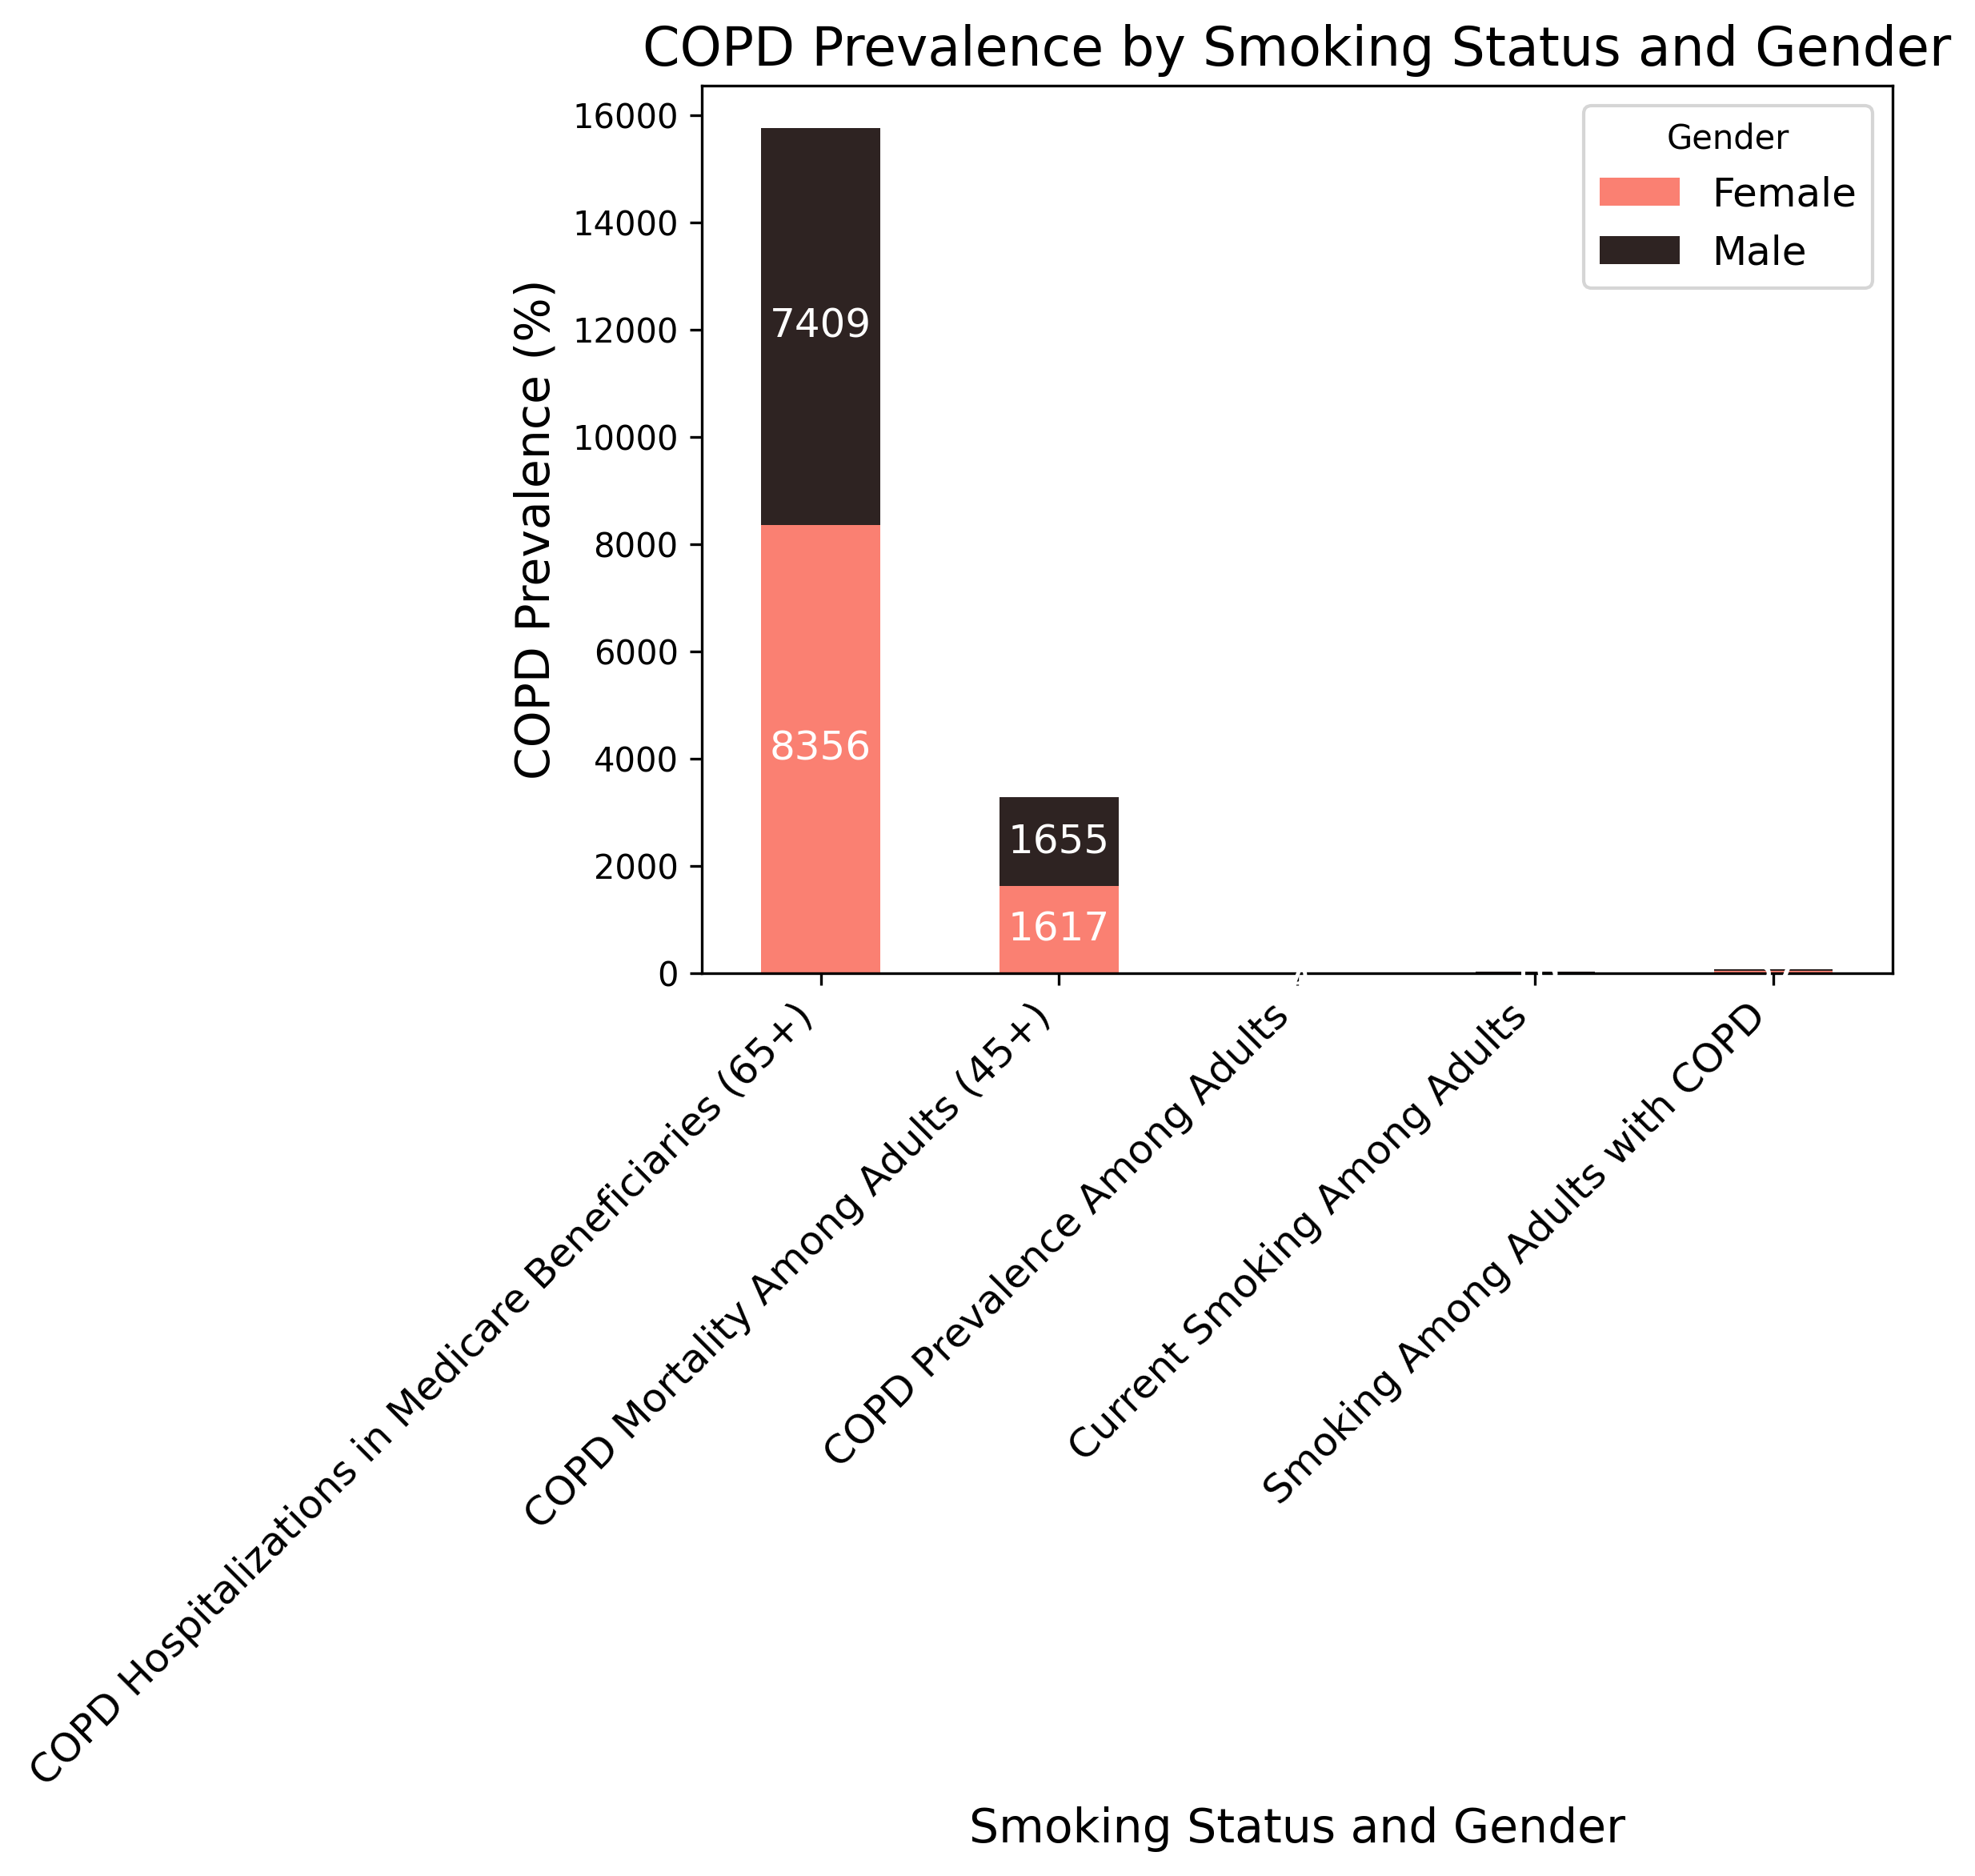 COPD Prevalence by Smoking Status and Gender
Gender
Female
Male
COPD Prevalence (%)
16000
14000
12000
10000
8000
6000
4000
2000
0
7409
8356
1655
1617
COPD Hospitalizations in Medicare Beneficiaries (65+)
COPD Mortality Among Adults (45+)
COPD Prevalence Among Adults
Current Smoking Among Adults
Smoking Among Adults with COPD
Smoking Status and Gender